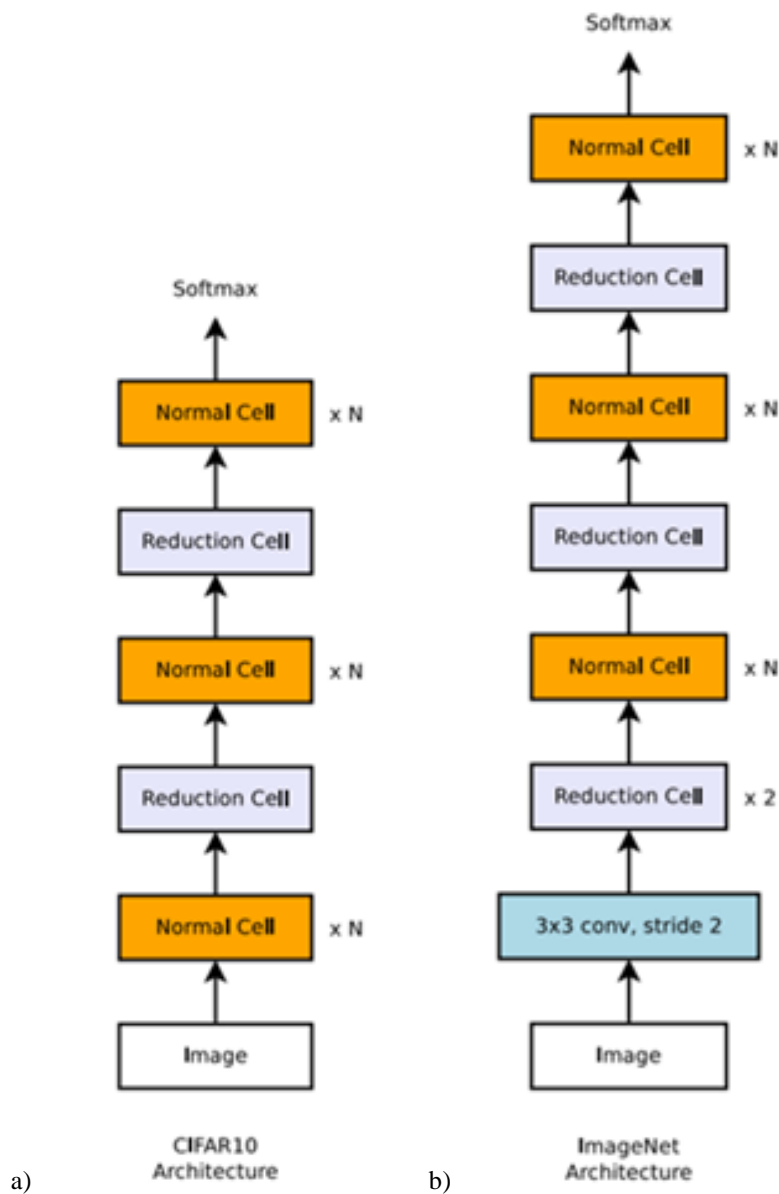 Softmax
Normal Cell
x N
Reduction Cell
Normal Cell
x N
Reduction Cell
Normal Cell
x N
Image
CIFAR10
Architecture
a)
Softmax
Normal Cell
x N
Reduction Cell
Normal Cell
x N
Reduction Cell
Normal Cell
x N
Reduction Cell
x 2
3x3 conv, stride 2
Image
ImageNet
Architecture
b)